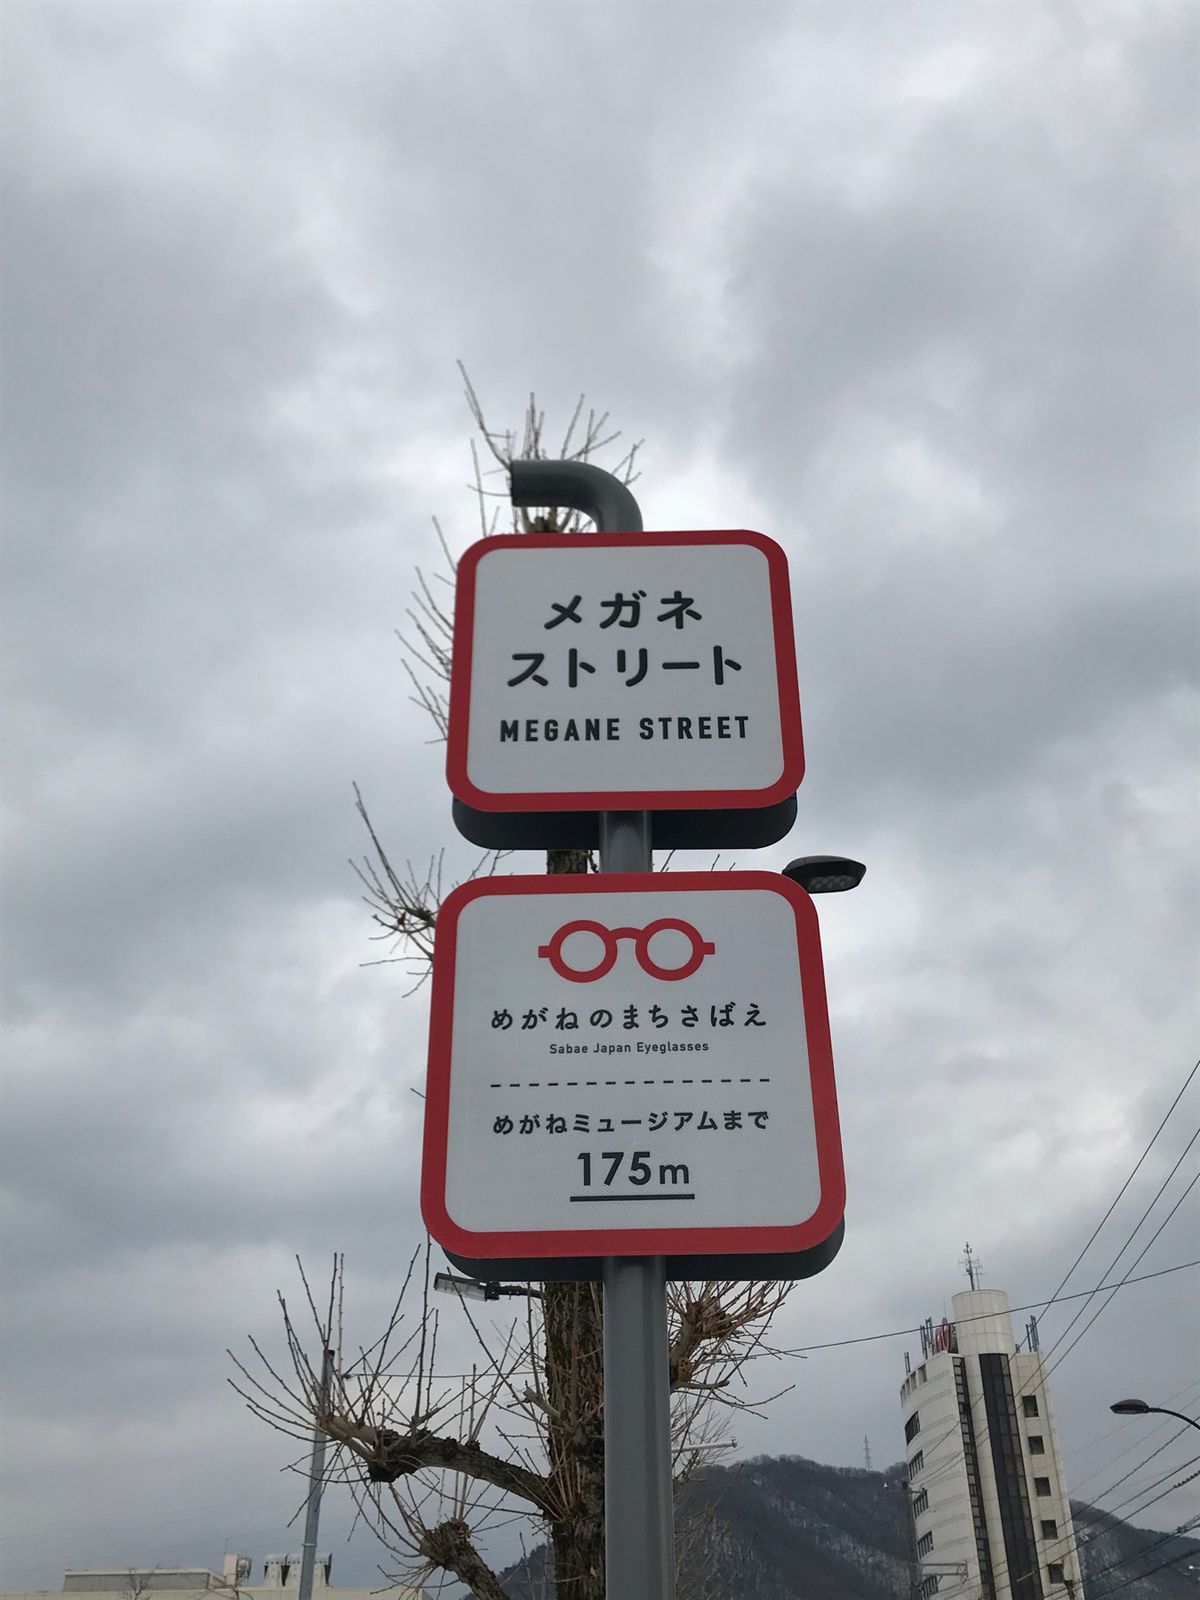 メガネ
ストリート
MEGANE STREET
めがねのまちさばえ
Sabae Japan Eyeglasses
めがねミュージアムまで
175m